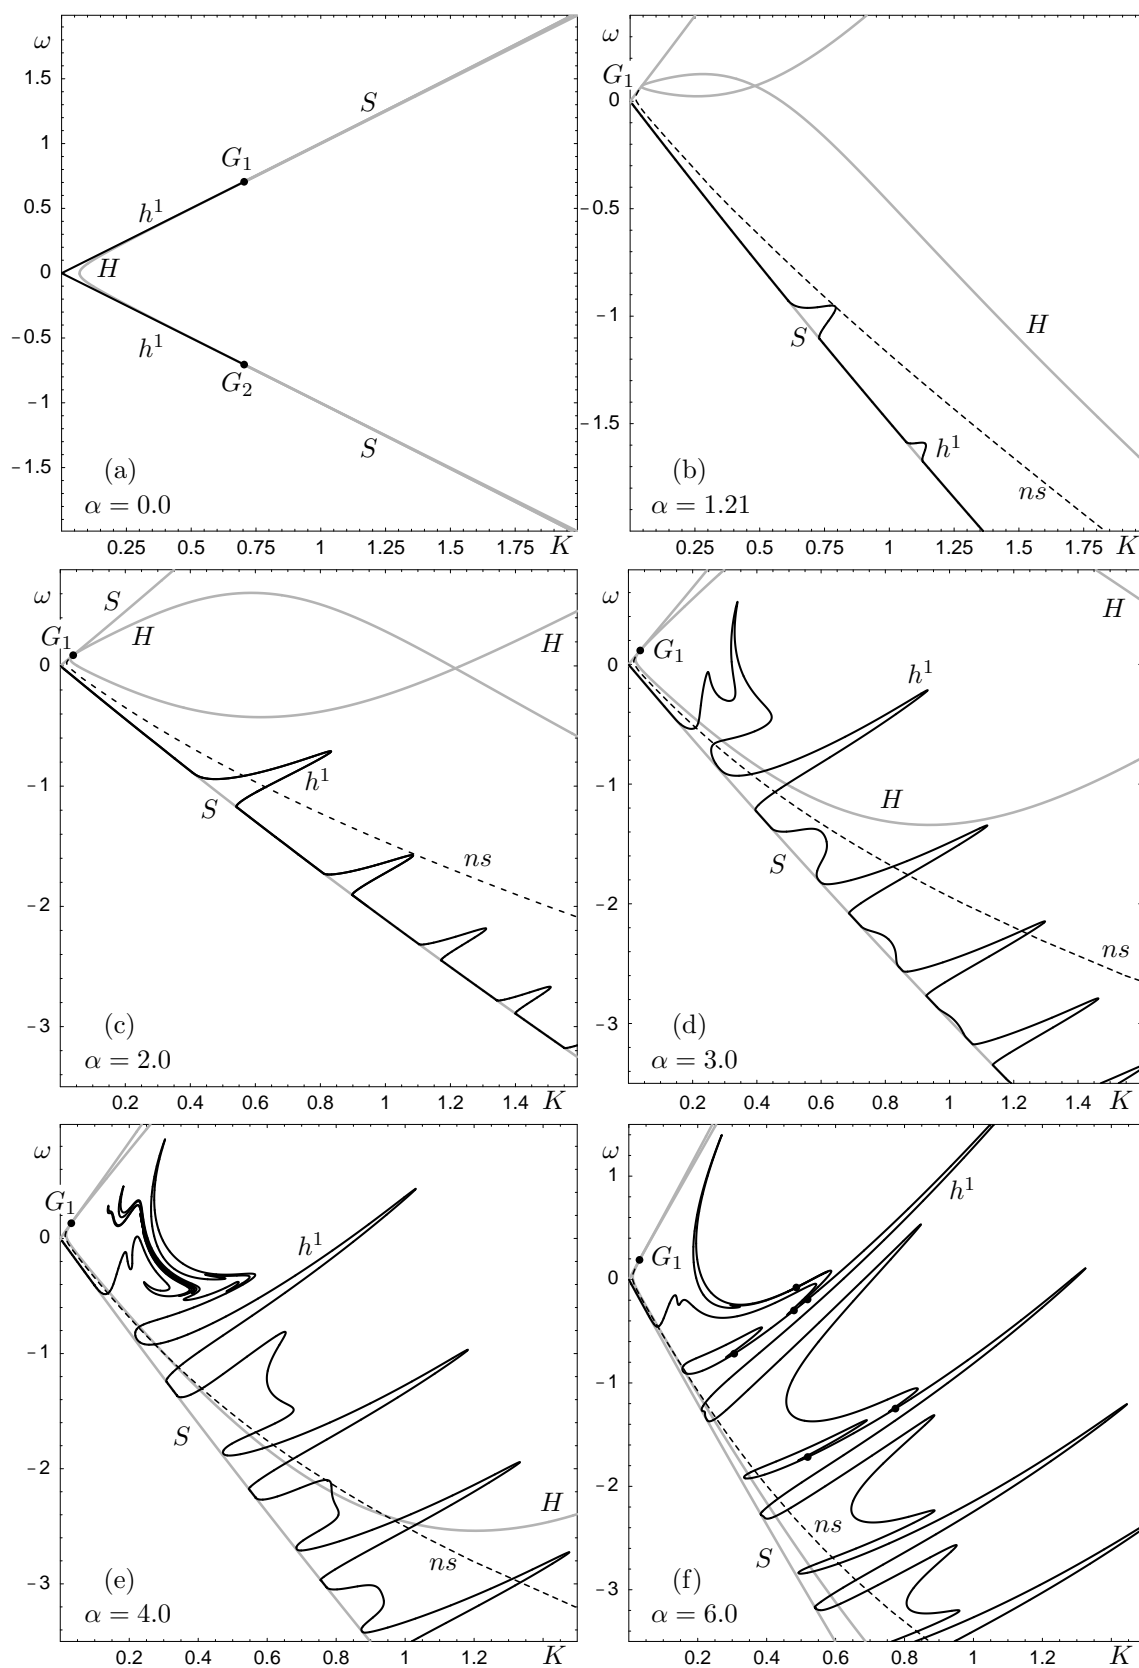 ω
1.5
1
0.5
0
−0.5
−1
−1.5
S
G1
h1
H
h1
G2
S
(a)
α = 0.0
0.25 0.5 0.75 1 1.25 1.5 1.75 K
ω
G1
0
−0.5
−1
−1.5
H
S
h1
ns
(b)
α = 1.21
0.25 0.5 0.75 1 1.25 1.5 1.75 K
ω
S
G1
H
H
0
−1
−2
−3
h1
S
ns
(c)
α = 2.0
0.2 0.4 0.6 0.8 1 1.2 1.4 K
ω
H
G1
0
−1
−2
−3
h1
H
S
ns
(d)
α = 3.0
0.2 0.4 0.6 0.8 1 1.2 1.4 K
ω
G1
0
−1
−2
−3
h1
S
H
ns
(e)
α = 4.0
0.2 0.4 0.6 0.8 1 1.2 1.4 K
ω
1
0
−1
−2
−3
h1
G1
ns
S
(f)
α = 6.0
0.2 0.4 0.6 0.8 1 1.2 1.4 K